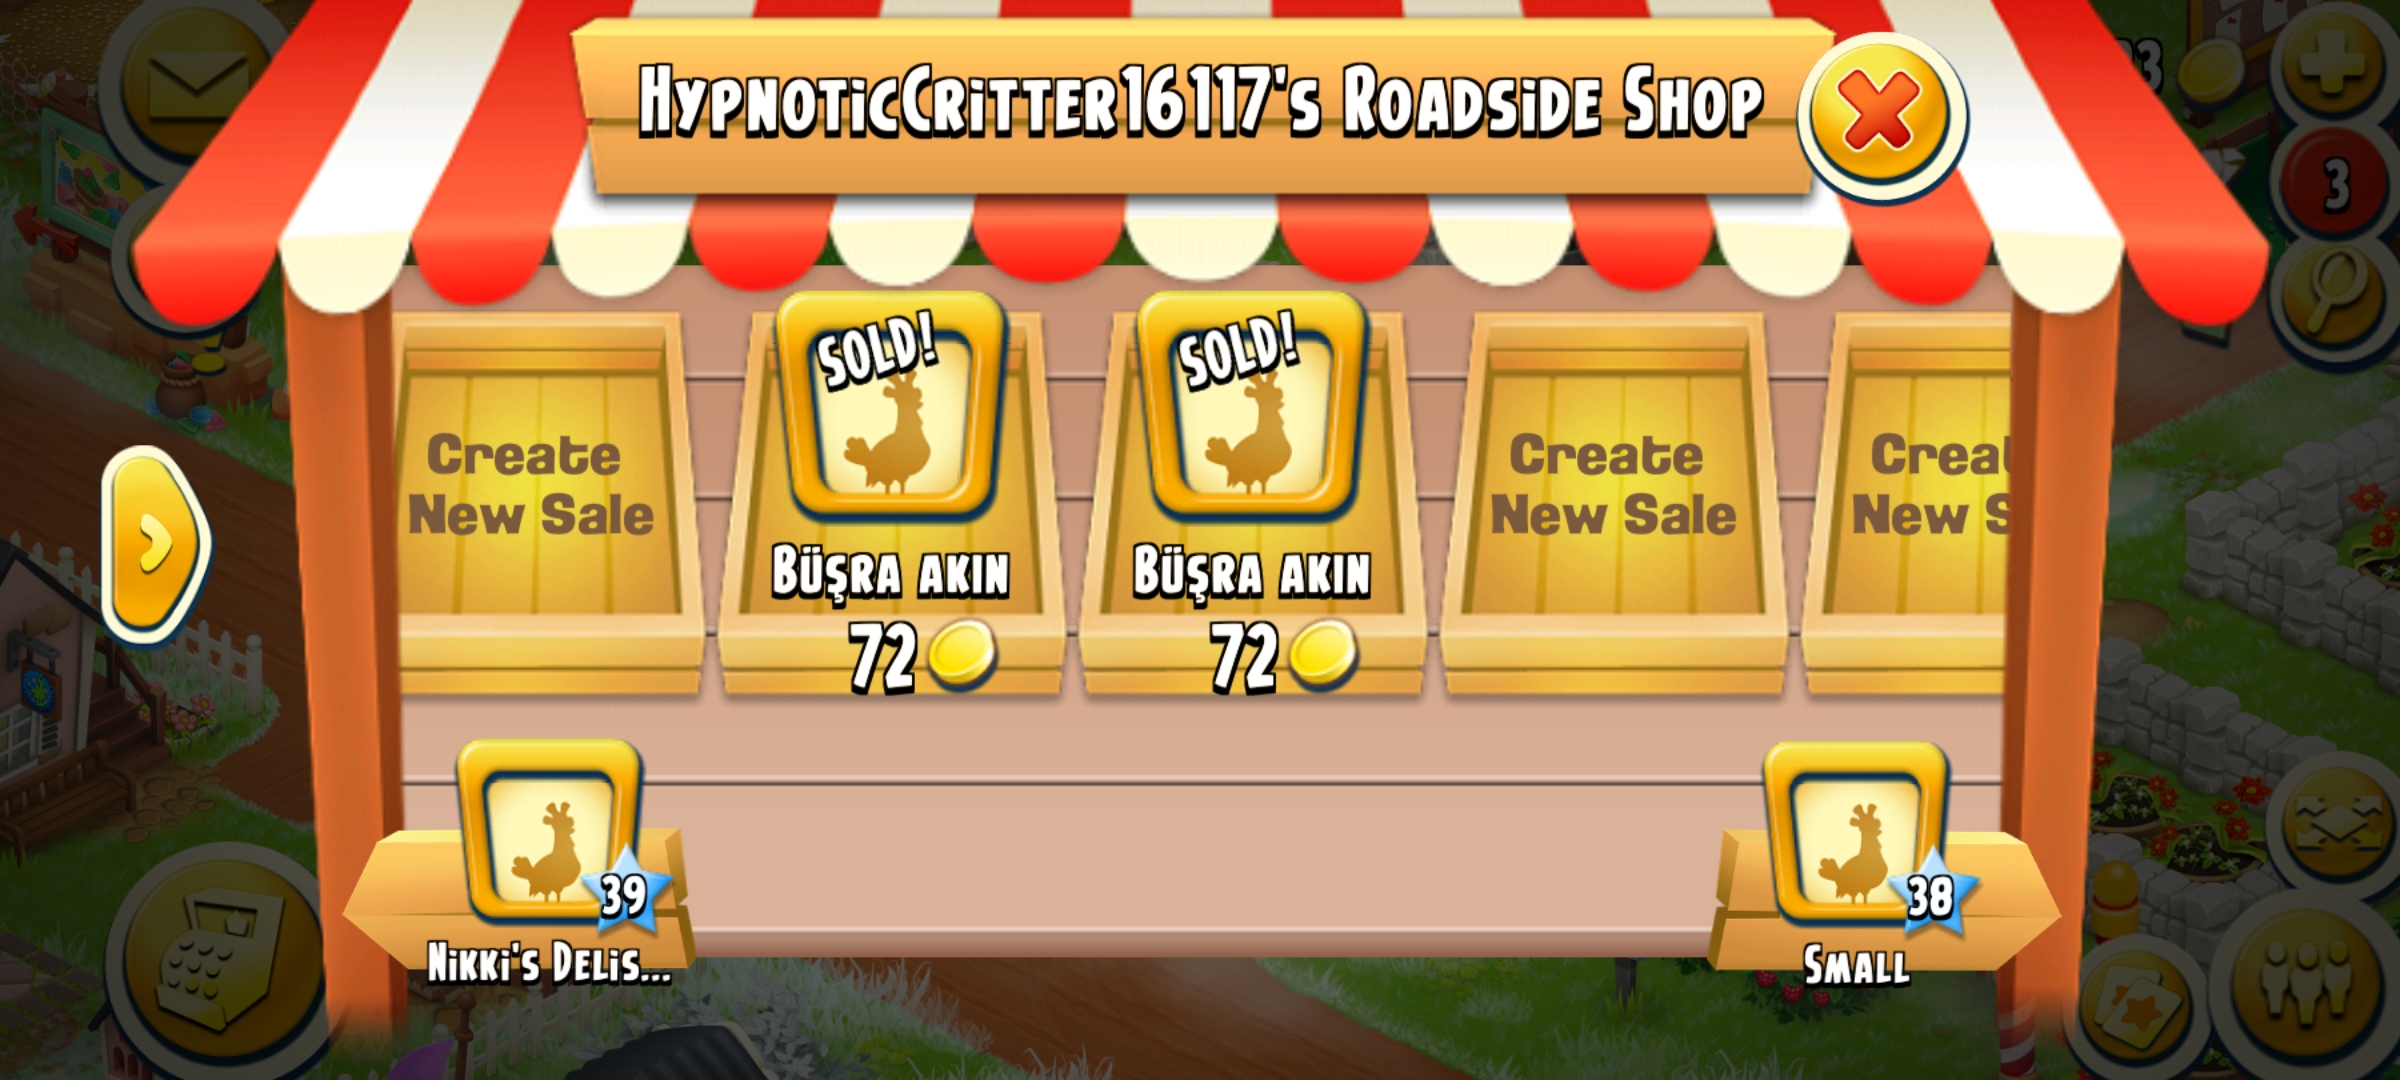 HypnoticCritter16117's Roadside Shop
3
3
Create
New Sale
SOLD!
Büşra akın
72
SOLD!
Büşra akın
72
Create
New Sale
Creat
New S
39
Nikki's Delis...
38
Small